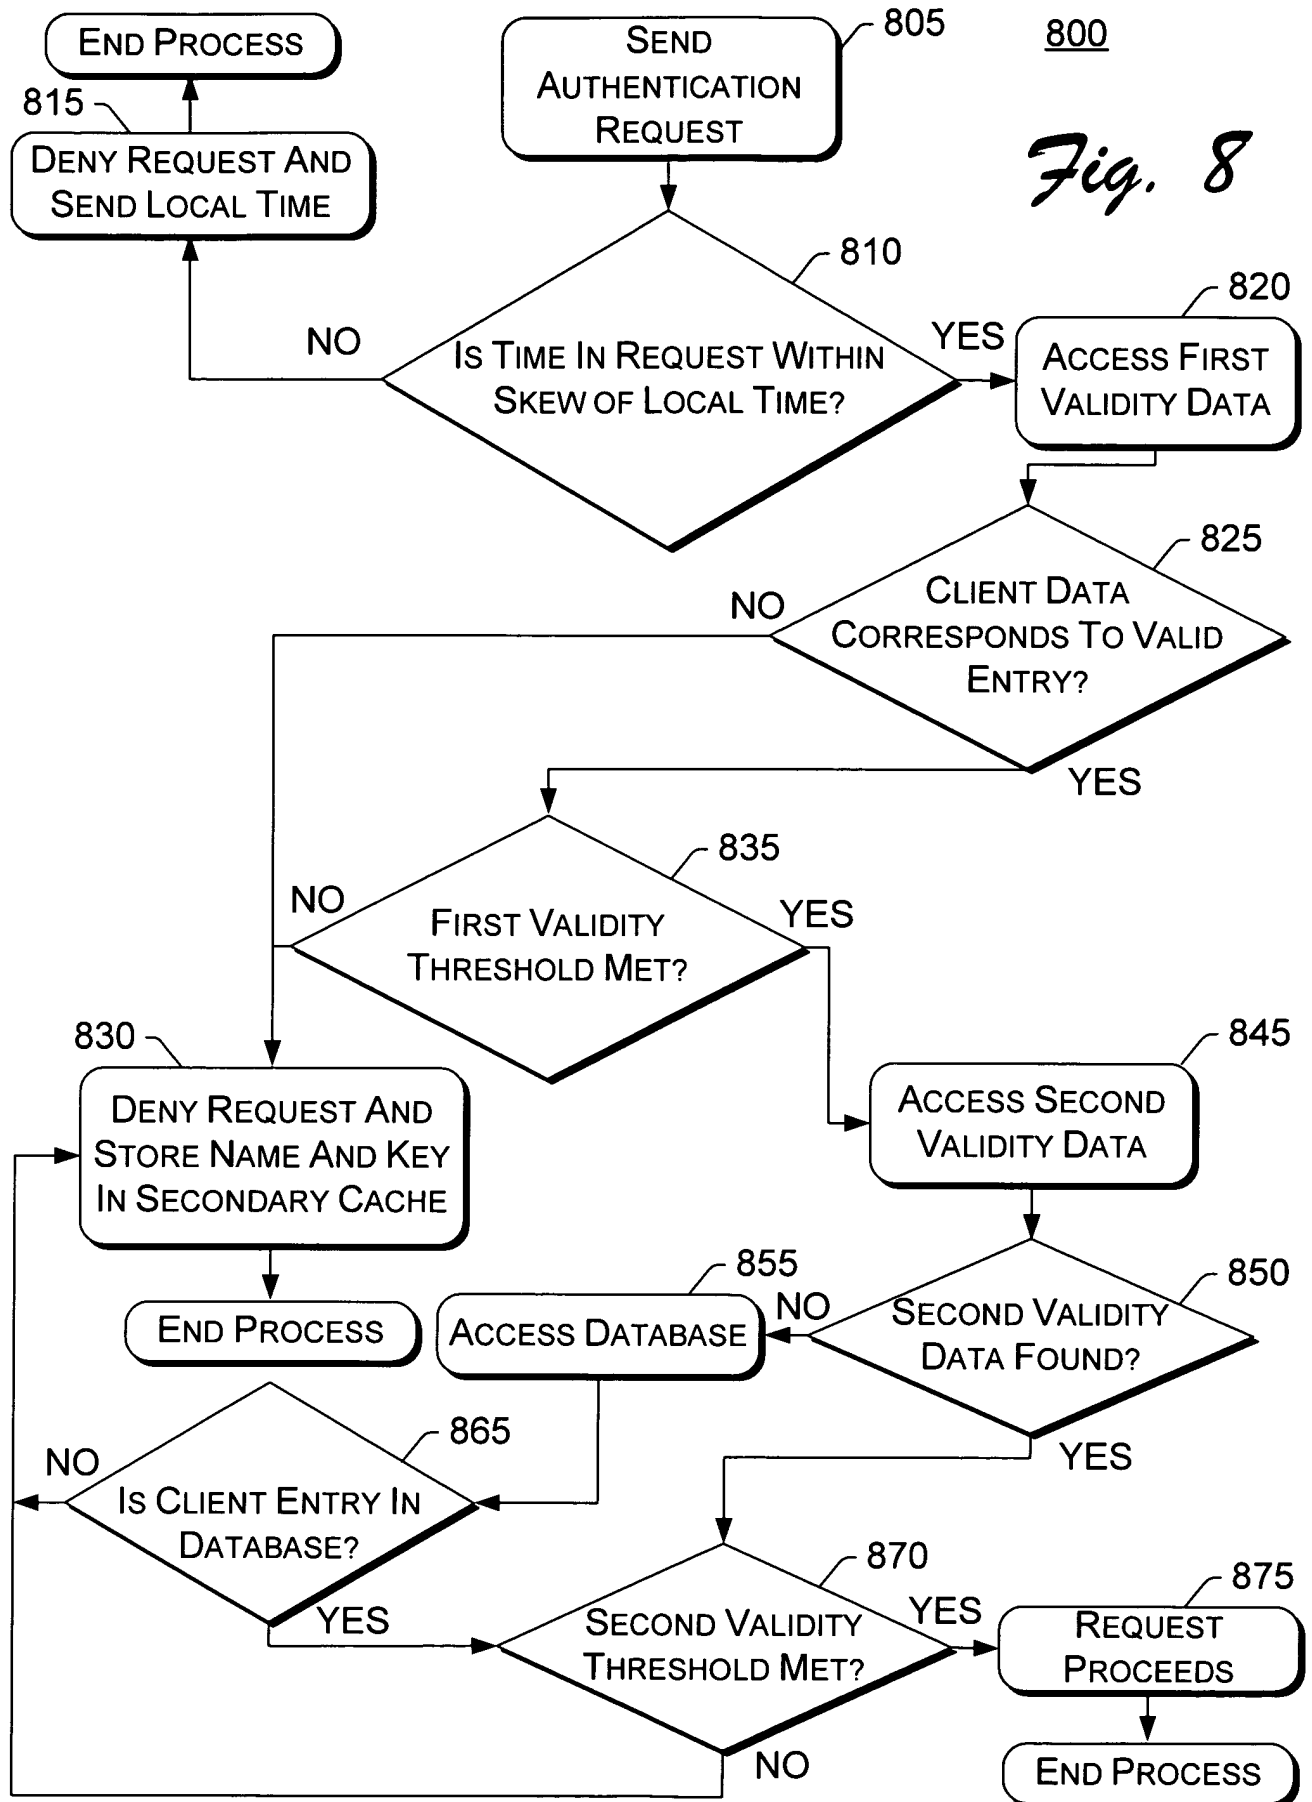 END PROCESS
805
800
SEND
AUTHENTICATION
REQUEST
815
DENY REQUEST AND
SEND LOCAL TIME
Fig. 8
810
820
NO
IS TIME IN REQUEST WITHIN
SKEW OF LOCAL TIME?
YES
ACCESS FIRST
VALIDITY DATA
825
NO
CLIENT DATA
CORRESPONDS TO VALID
ENTRY?
YES
835
NO
FIRST VALIDITY
THRESHOLD MET?
YES
830
DENY REQUEST AND
STORE NAME AND KEY
IN SECONDARY CACHE
END PROCESS
845
ACCESS SECOND
VALIDITY DATA
850
SECOND VALIDITY
DATA FOUND?
NO
855
ACCESS DATABASE
YES
865
NO
IS CLIENT ENTRY IN
DATABASE?
YES
870
SECOND VALIDITY
THRESHOLD MET?
YES
875
REQUEST
PROCEEDS
NO
END PROCESS